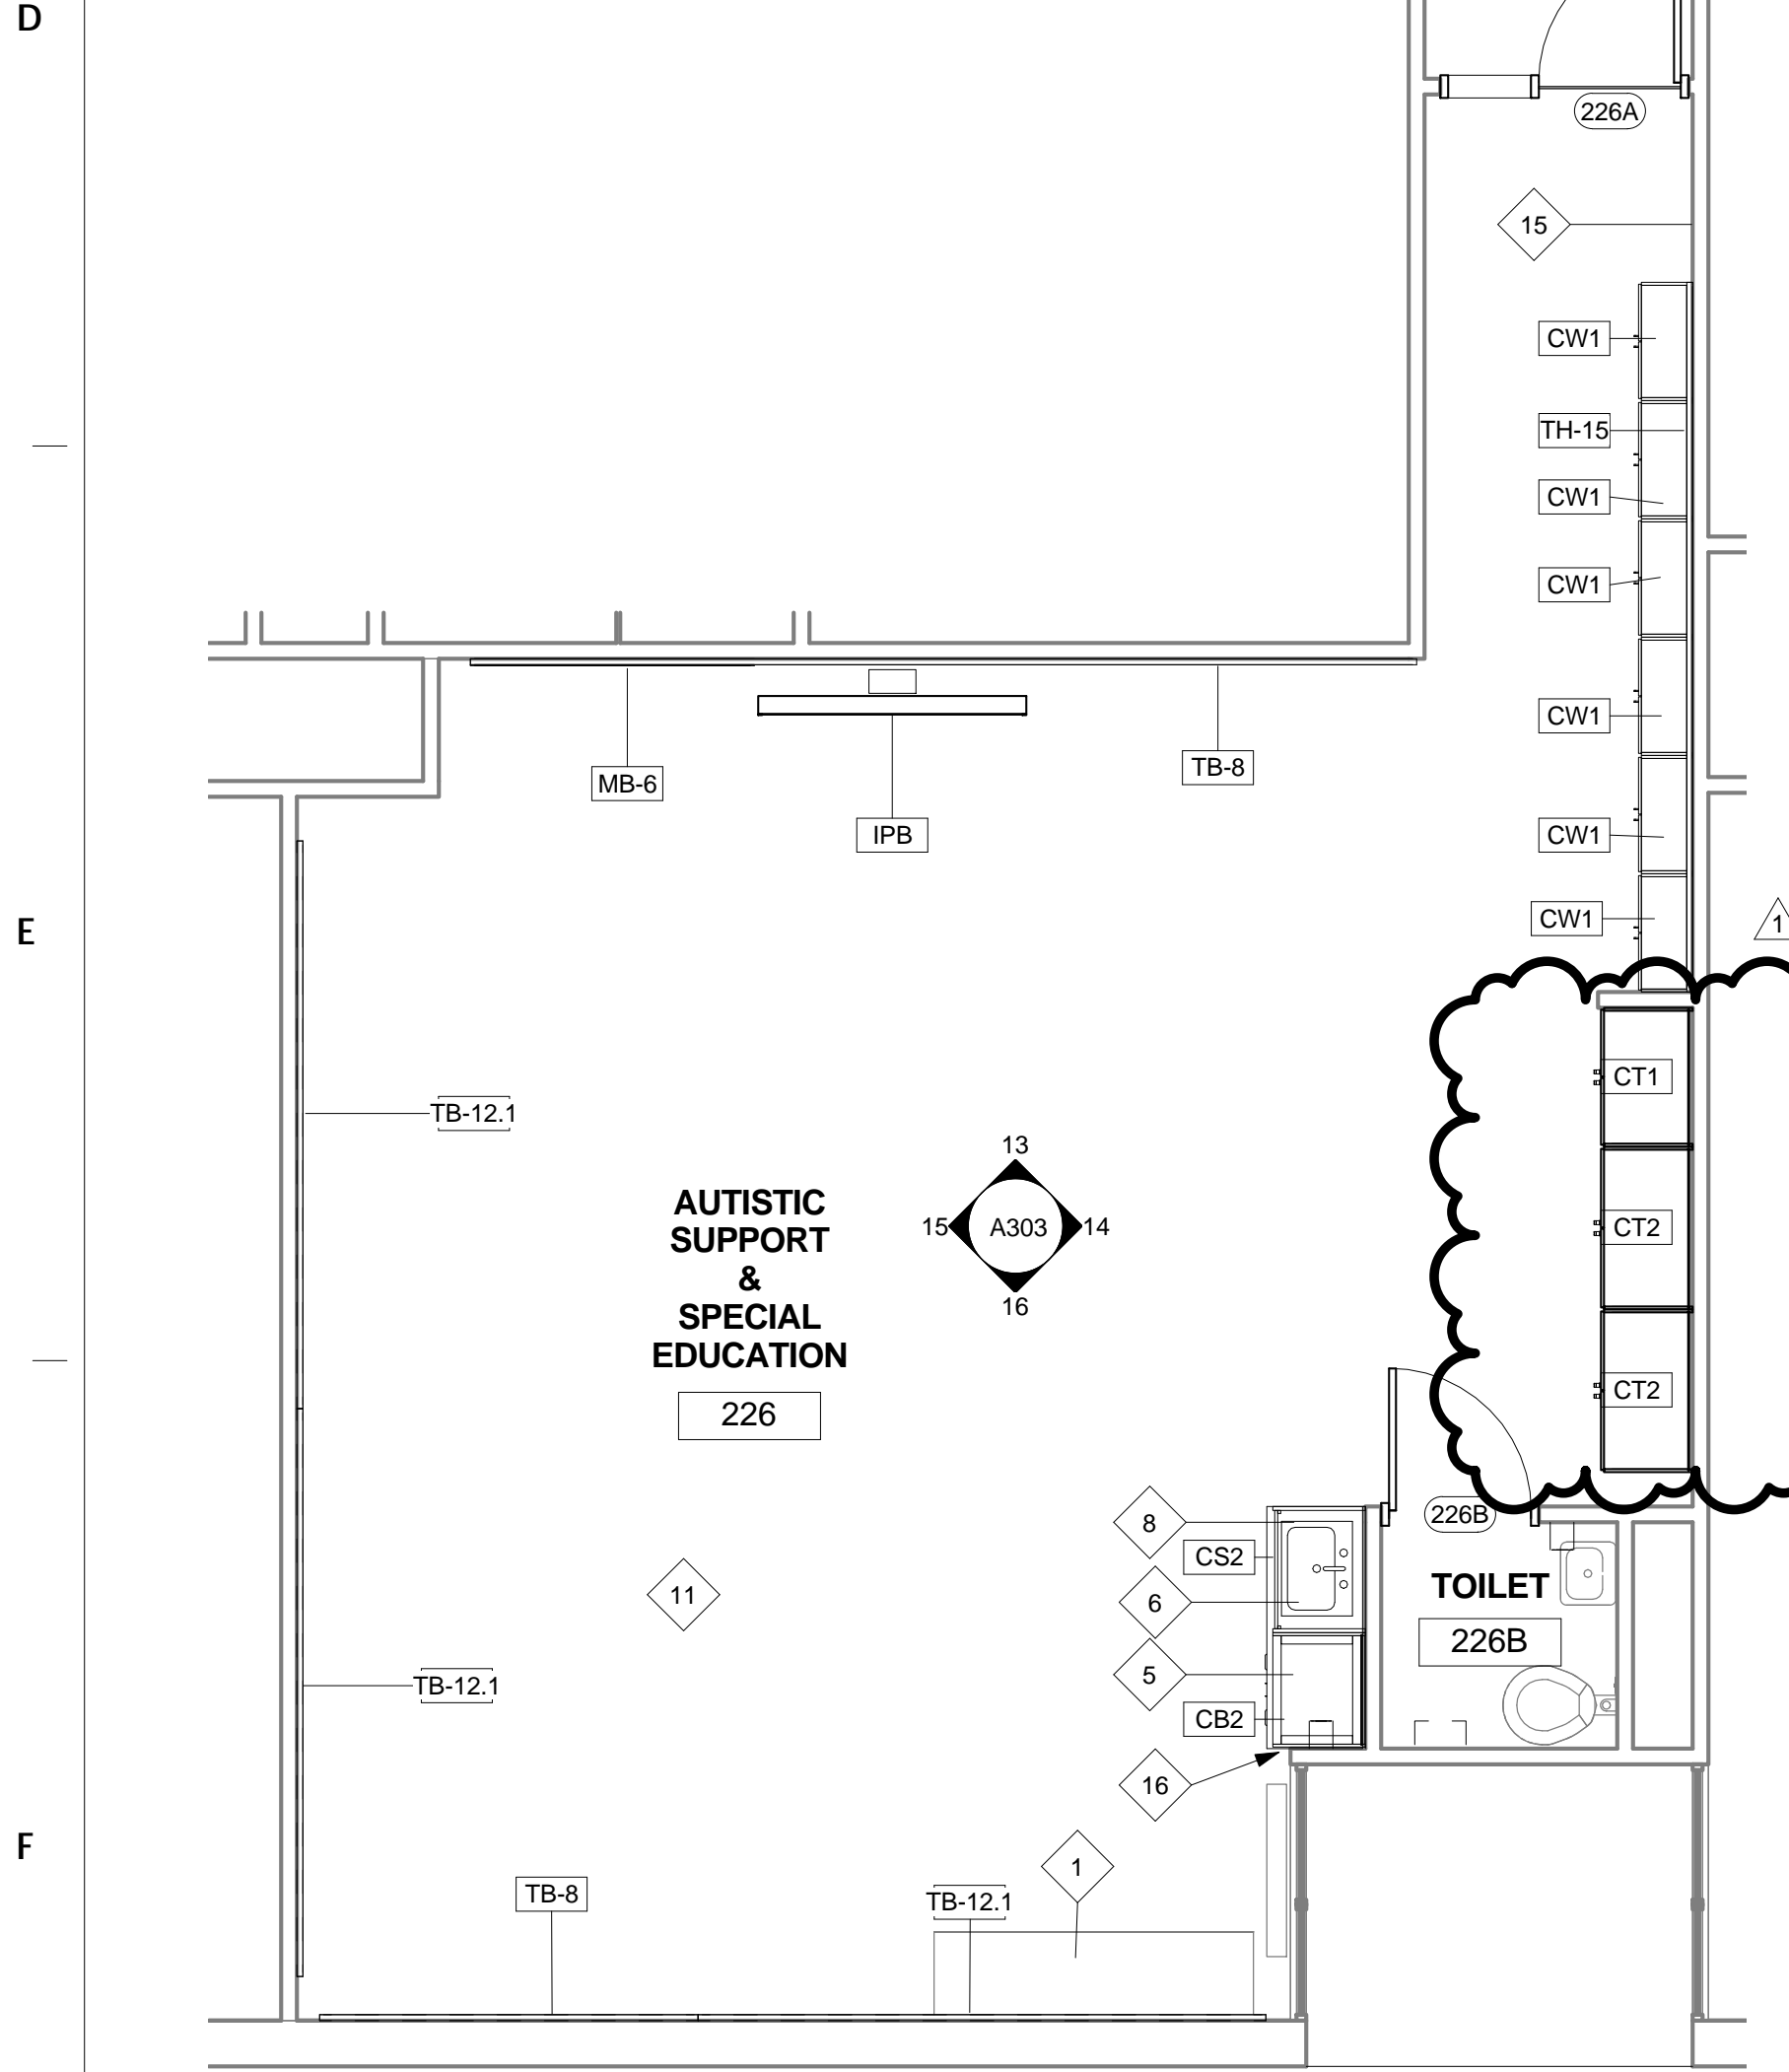 D
226A
15
CW1
TH-15
CW1
CW1
CW1
MB-6
TB-8
IPB
CW1
E
CW1
1
CT1
TB-12.1
13
AUTISTIC
SUPPORT
&
SPECIAL
EDUCATION
226
15
A303
14
16
CT2
CT2
226B
8
CS2
6
5
CB2
16
TOILET
226B
11
TB-12.1
F
1
TB-8
TB-12.1